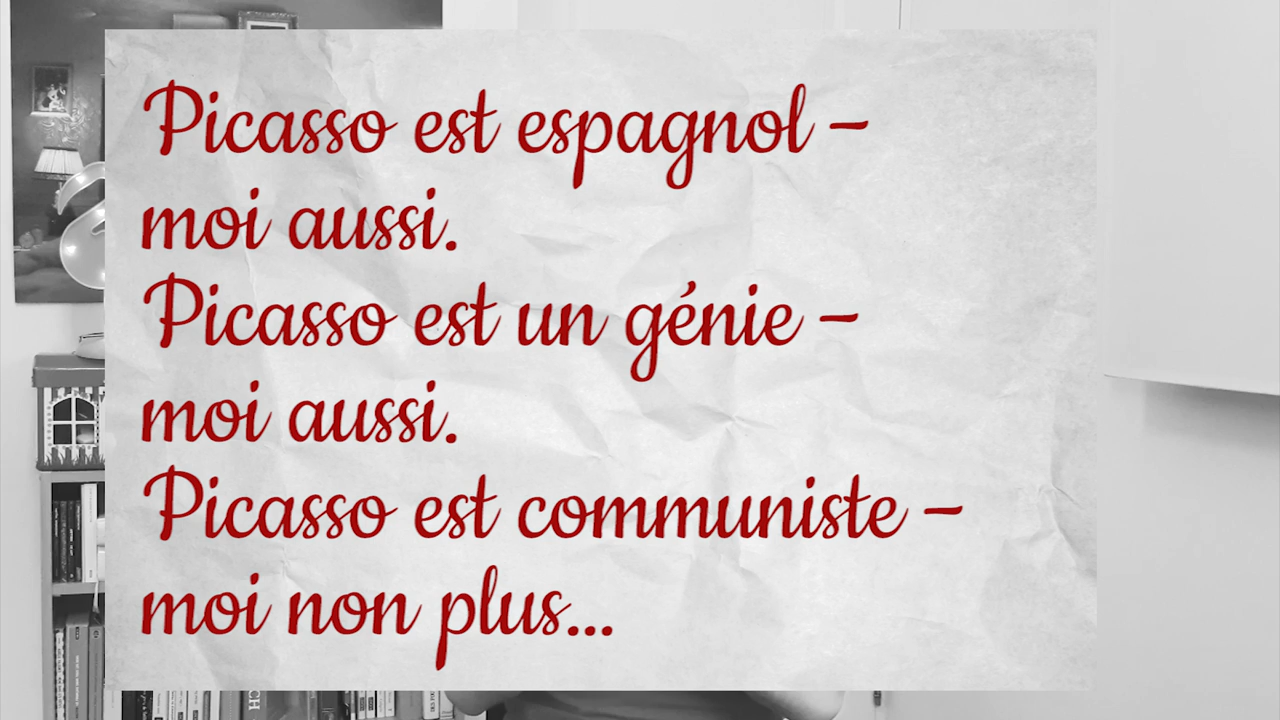 Picasso est espagnol –
moi aussi.
Picasso est un génie –
moi aussi.
Picasso est communiste –
moi non plus...